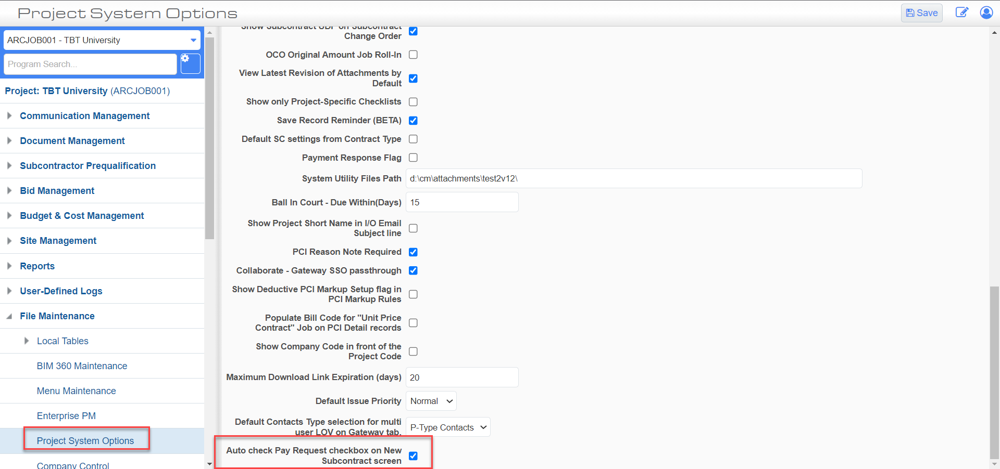 Project System Options
Save
ARCJOB001 - TBT University
Program Search...
Project: TBT University (ARCJOB001)
Communication Management
Document Management
Subcontractor Prequalification
Bid Management
Budget & Cost Management
Site Management
Reports
User-Defined Logs
File Maintenance
Local Tables
BIM 360 Maintenance
Menu Maintenance
Enterprise PM
Project System Options
Company Control
Show Subcontract UDF on Subcontract
Change Order
OCO Original Amount Job Roll-In
View Latest Revision of Attachments by
Default
Show only Project-Specific Checklists
Save Record Reminder (BETA)
Default SC settings from Contract Type
Payment Response Flag
System Utility Files Path
d:\cm\attachments\test2v12\
Ball In Court - Due Within(Days)
15
Show Project Short Name in I/O Email
Subject line
PCI Reason Note Required
Collaborate - Gateway SSO passthrough
Show Deductive PCI Markup Setup flag in
PCI Markup Rules
Populate Bill Code for "Unit Price
Contract" Job on PCI Detail records
Show Company Code in front of the
Project Code
Maximum Download Link Expiration (days)
20
Default Issue Priority
Normal
Default Contacts Type selection for multi
user LOV on Gateway tab.
P-Type Contacts
Auto check Pay Request checkbox on New
Subcontract screen